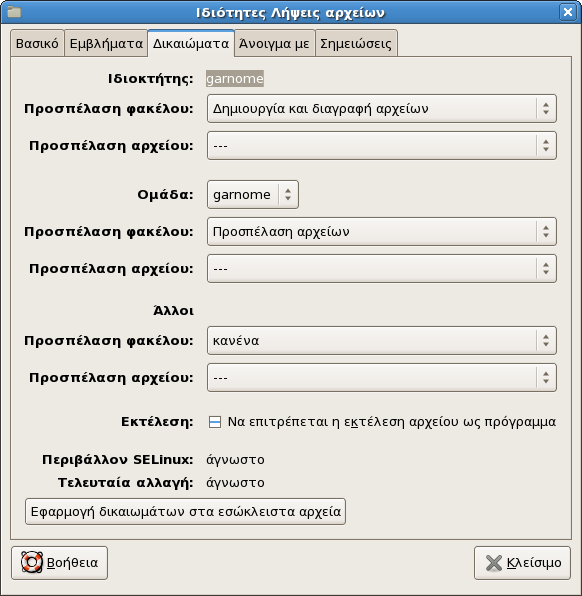 Ιδιότητες Λήψεις αρχείων
Βασικό Εμβλήματα Δικαιώματα Άνοιγμα με Σημειώσεις
Ιδιοκτήτης: garnome
Προσπέλαση φακέλου: Δημιουργία και διαγραφή αρχείων
Προσπέλαση αρχείου: ---
Ομάδα: garnome
Προσπέλαση φακέλου: Προσπέλαση αρχείων
Προσπέλαση αρχείου: ---
Άλλοι
Προσπέλαση φακέλου: κανένα
Προσπέλαση αρχείου: ---
Εκτέλεση: Να επιτρέπεται η εκτέλεση αρχείου ως πρόγραμμα
Περιβάλλον SELinux: άγνωστο
Τελευταία αλλαγή: άγνωστο
Εφαρμογή δικαιωμάτων στα εσώκλειστα αρχεία
Βοήθεια Κλείσιμο